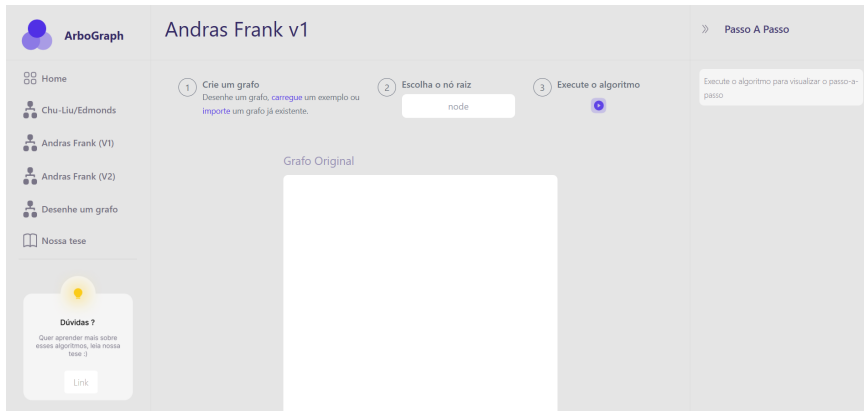 ArboGraph
Home
Chu-Liu/Edmonds
Andras Frank (V1)
Andras Frank (V2)
Desenhe um grafo
Nossa tese
Dúvidas ?
Quer aprender mais sobre
esses algoritmos, leia nossa
tese :)
Link
Andras Frank v1
1 Crie um grafo
Desenhe um grafo, carregue um exemplo ou
importe um grafo já existente.
2 Escolha o nó raiz
node
3 Execute o algoritmo
Grafo Original
Passo A Passo
Execute o algoritmo para visualizar o passo-a-
passo